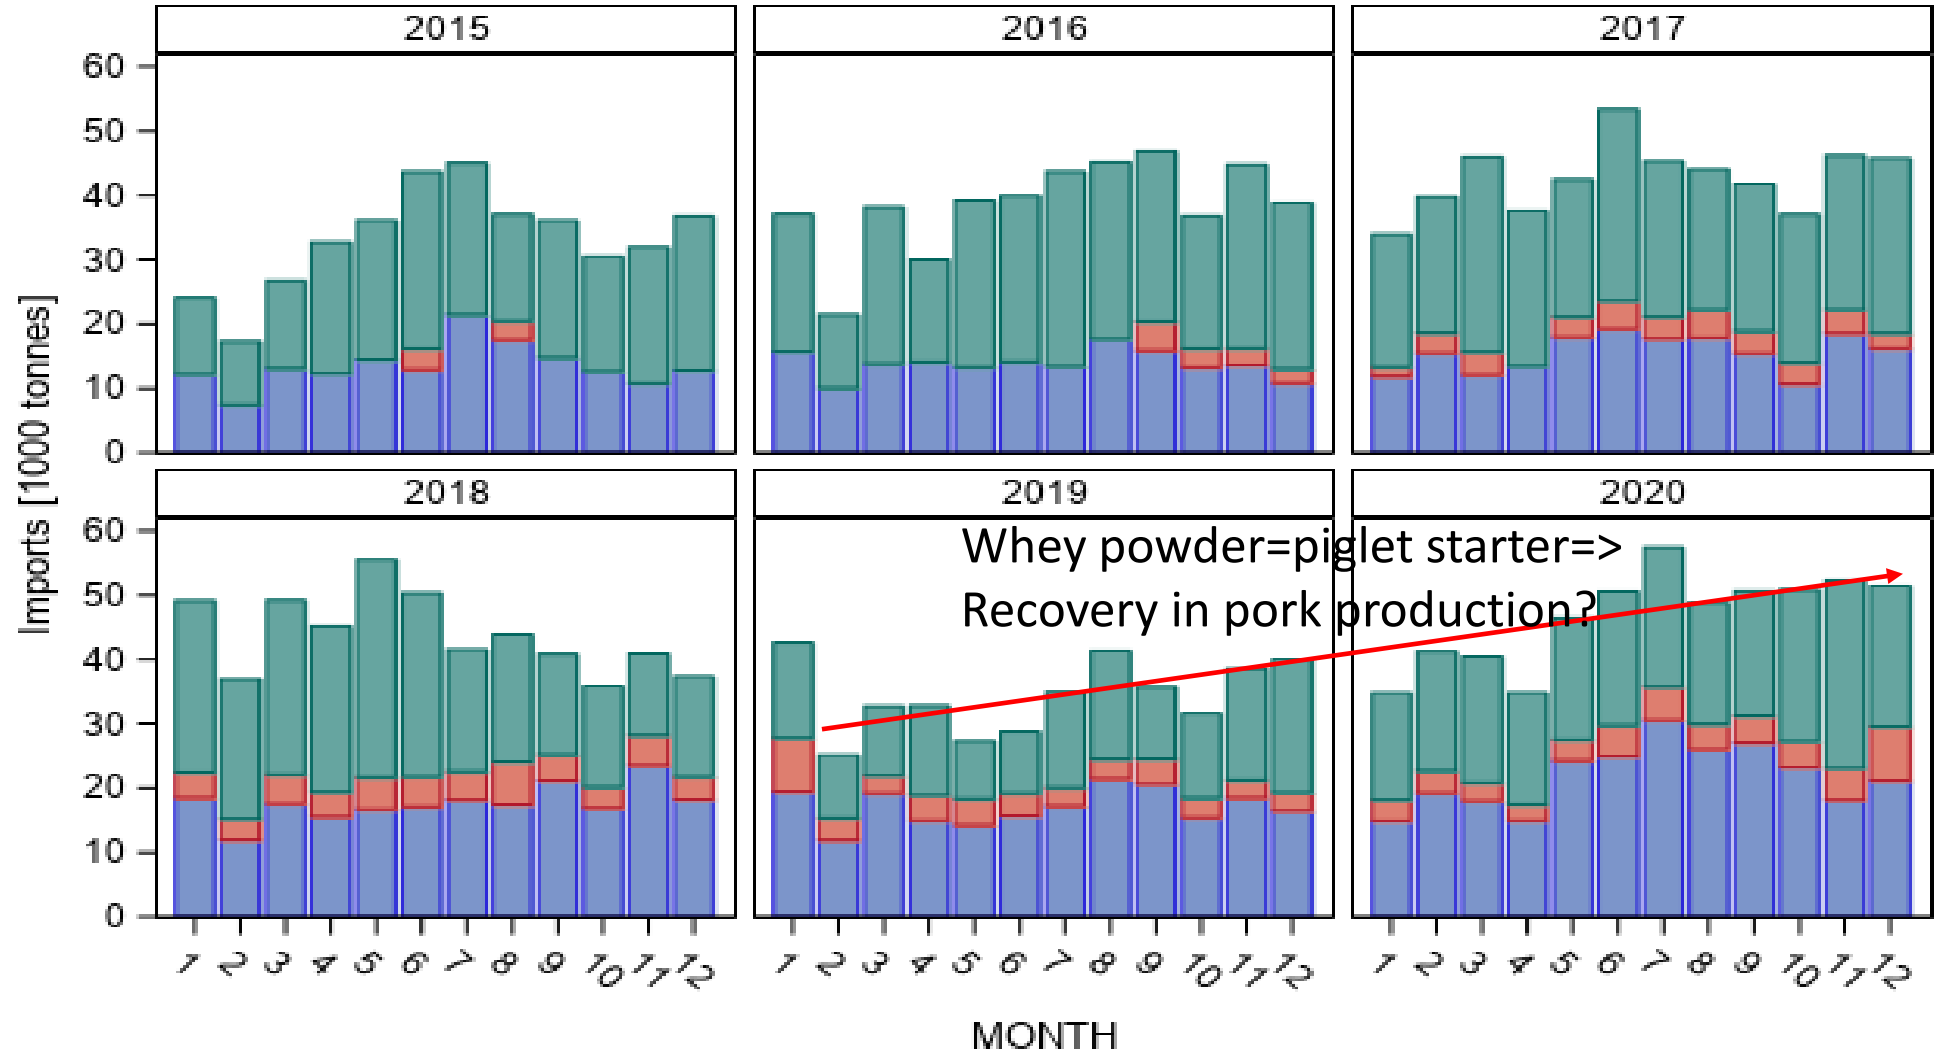 2015
2016
2017
60
50
40
30
20
10
0
Imports [1000 tonnes]
2018
2019
2020
60
50
40
30
20
10
0
Whey powder=piglet starter=>
Recovery in pork production?
1 2 3 4 5 6 7 8 9 10 11 12
1 2 3 4 5 6 7 8 9 10 11 12
1 2 3 4 5 6 7 8 9 10 11 12
MONTH